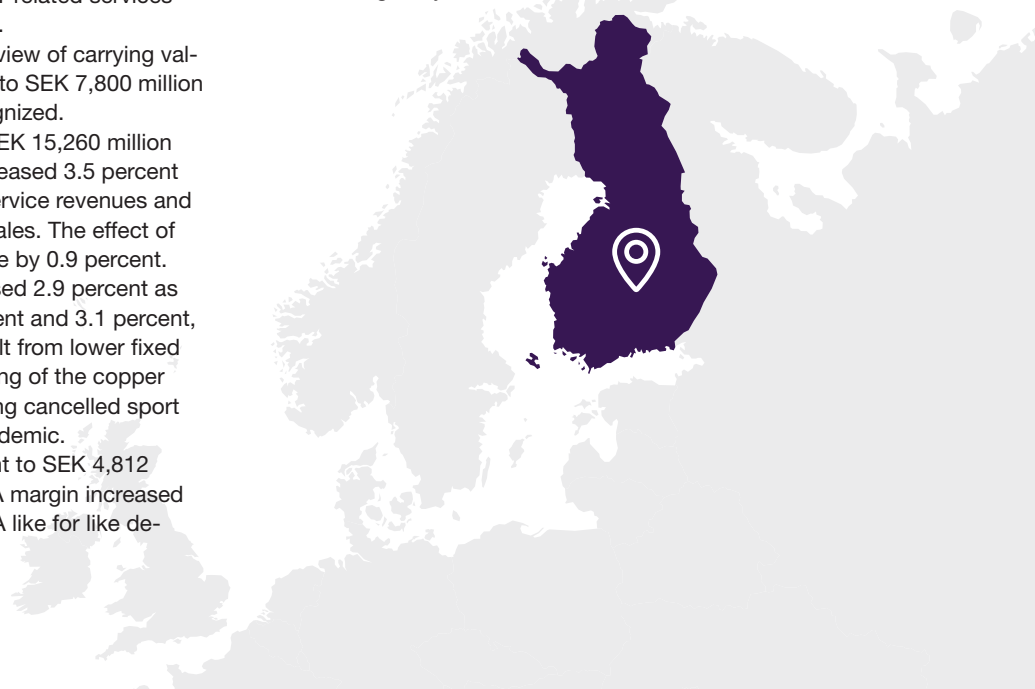 related services
.
view of carrying val-
to SEK 7,800 million
gnized.
EK 15,260 million
reased 3.5 percent
ervice revenues and
ales. The effect of
e by 0.9 percent.
sed 2.9 percent as
ent and 3.1 percent,
lt from lower fixed
ng of the copper
ng cancelled sport
demic.
nt to SEK 4,812
A margin increased
A like for like de-